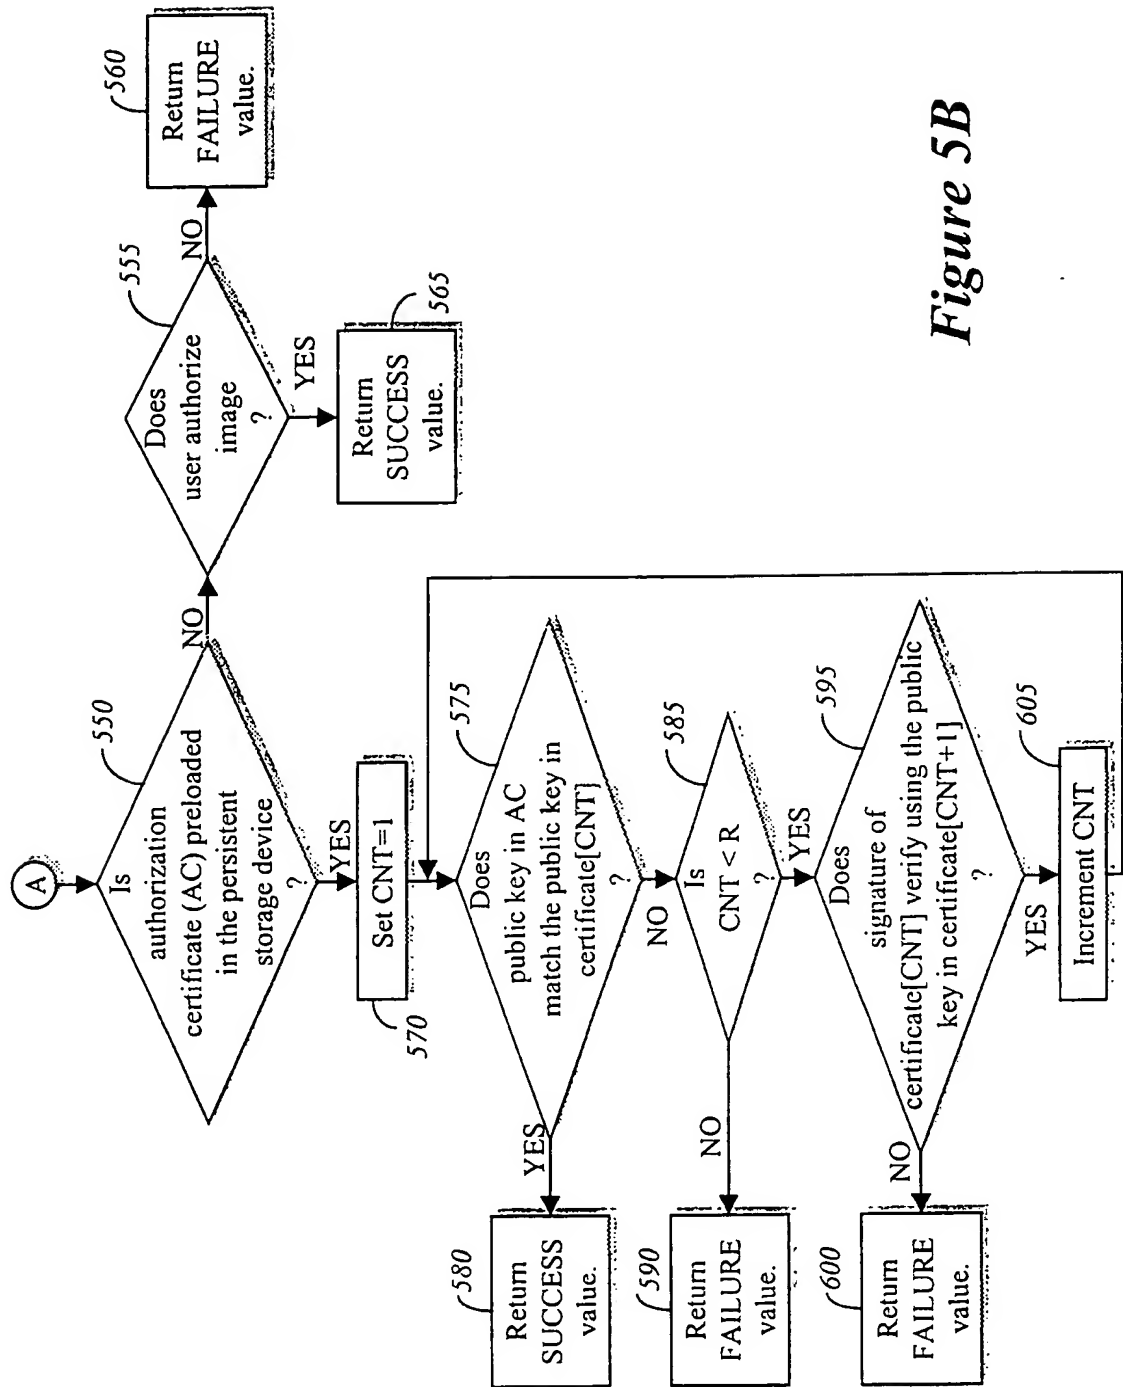 A
550
Is
authorization
certificate (AC) preloaded
in the persistent
storage device
?
NO
555
Does
user authorize
image
?
NO
560
Return
FAILURE
value.
YES
565
Return
SUCCESS
value.
YES
570
Set CNT=1
575
Does
public key in AC
match the public key in
certificate[CNT]
?
YES
580
Return
SUCCESS
value.
NO
585
Is
CNT < R
?
NO
590
Return
FAILURE
value.
YES
595
Does
signature of
certificate[CNT] verify using the public
key in certificate[CNT+1]
?
NO
600
Return
FAILURE
value.
YES
605
Increment CNT
Figure 5B